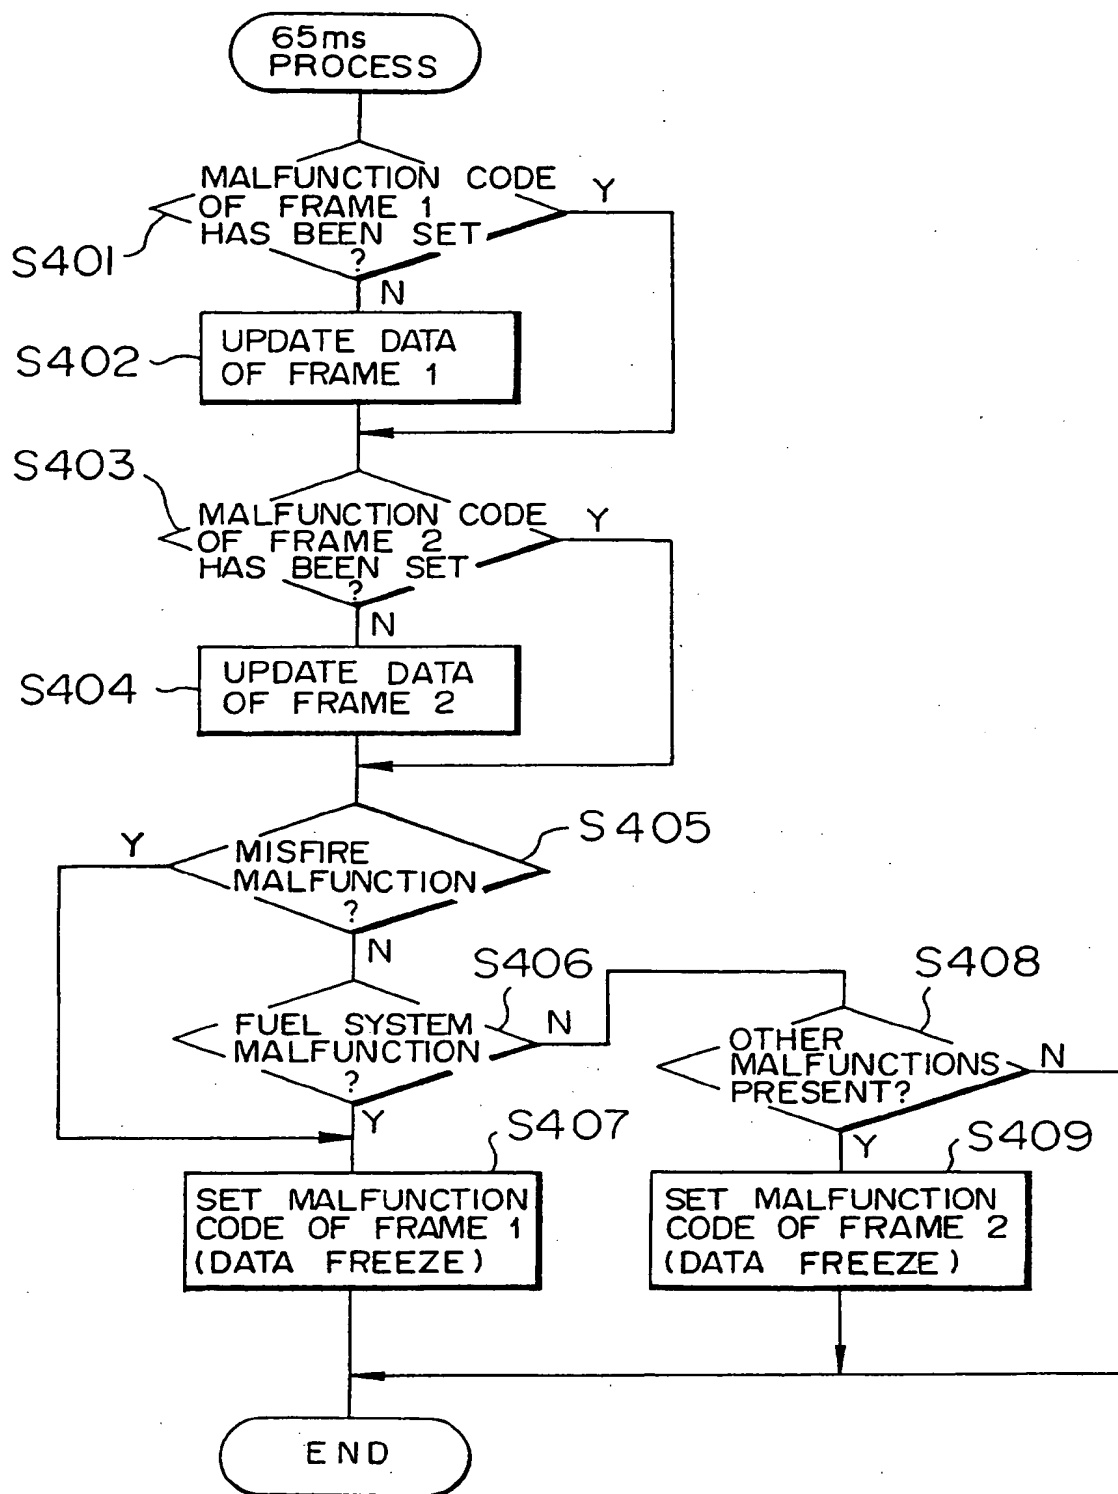 65ms
PROCESS
MALFUNCTION CODE
OF FRAME 1
HAS BEEN SET
?
Y
S401
N
UPDATE DATA
OF FRAME 1
S402
S403
MALFUNCTION CODE
OF FRAME 2
HAS BEEN SET
?
Y
N
UPDATE DATA
OF FRAME 2
S404
S405
Y
MISFIRE
MALFUNCTION
?
N
S406
FUEL SYSTEM
MALFUNCTION
?
N
Y
S408
OTHER
MALFUNCTIONS
PRESENT?
N
Y
S407
SET MALFUNCTION
CODE OF FRAME 1
(DATA FREEZE)
S409
SET MALFUNCTION
CODE OF FRAME 2
(DATA FREEZE)
END